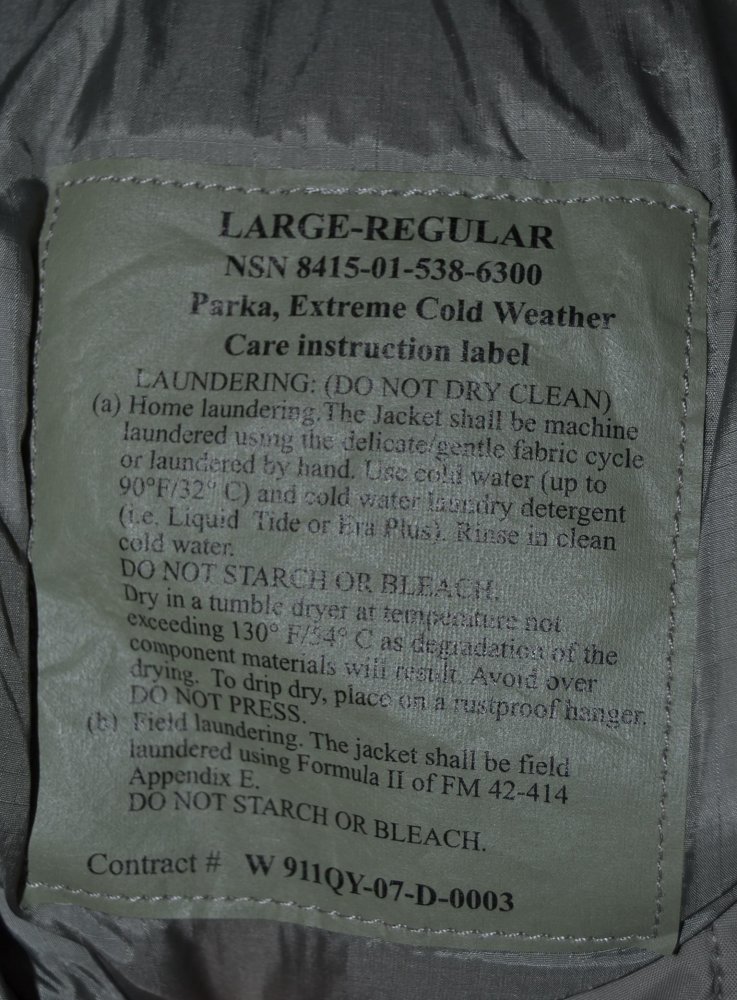 LARGE-REGULAR
NSN 8415-01-538-6300
Parka, Extreme Cold Weather
Care instruction label
LAUNDERING: (DO NOT DRY CLEAN)
(a) Home laundering. The Jacket shall be machine
laundered using the delicate/gentle fabric cycle
or laundered by hand. Use cold water (up to
90°F/32° C) and cold water laundry detergent
(i.e. Liquid Tide or Era Plus). Rinse in clean
cold water.
DO NOT STARCH OR BLEACH.
Dry in a tumble dryer at temperature not
exceeding 130° F/54° C as degradation of the
component materials will result. Avoid over
drying. To drip dry, place on a rustproof hanger.
DO NOT PRESS.
(b) Field laundering. The jacket shall be field
laundered using Formula II of FM 42-414
Appendix E.
DO NOT STARCH OR BLEACH.
Contract # W 911QY-07-D-0003